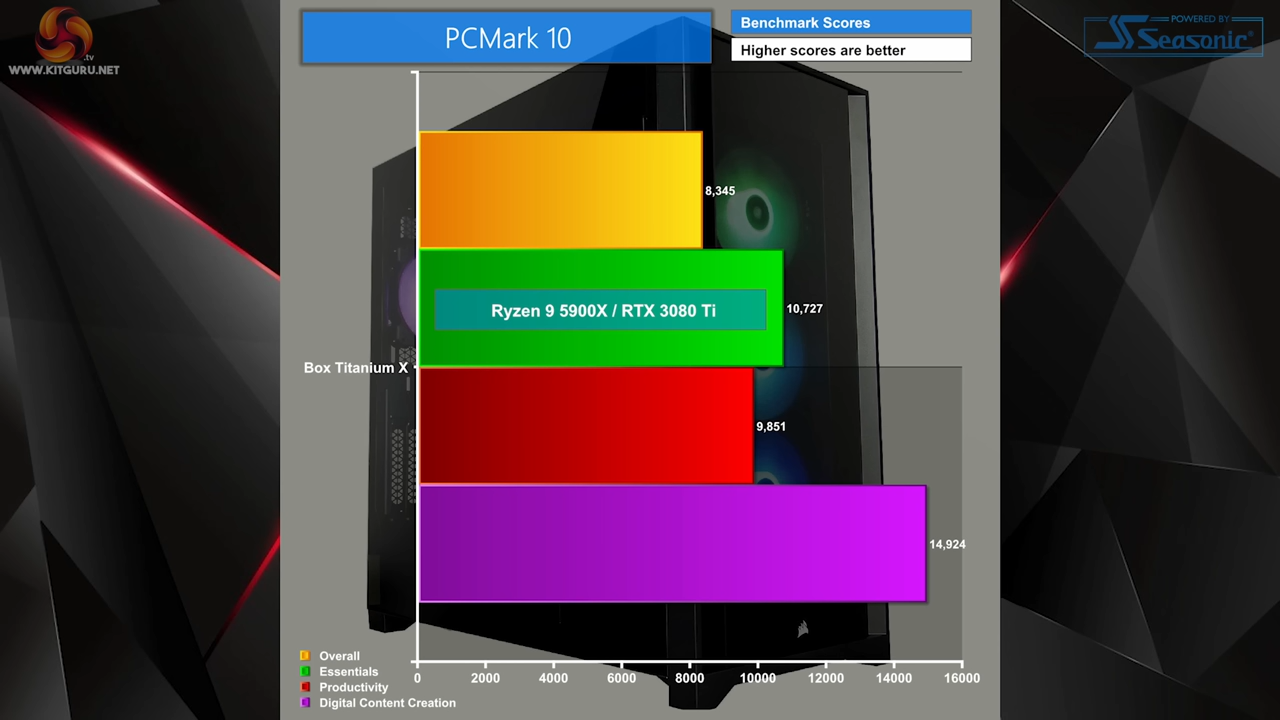 PCMark 10
Benchmark Scores
Higher scores are better
.tv
WWW.KITGURU.NET
POWERED BY
Seasonic®
8,345
10,727
Ryzen 9 5900X / RTX 3080 Ti
Box Titanium X
9,851
14,924
Overall
Essentials
Productivity
Digital Content Creation
0 2000 4000 6000 8000 10000 12000 14000 16000